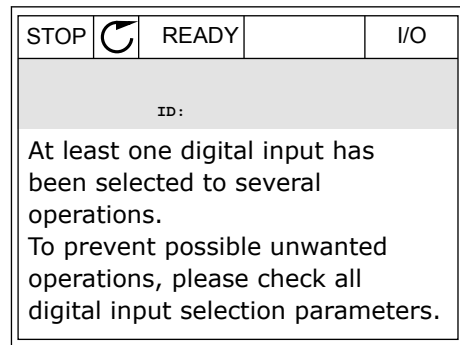 STOP READY I/O
ID:
At least one digital input has
been selected to several
operations.
To prevent possible unwanted
operations, please check all
digital input selection parameters.